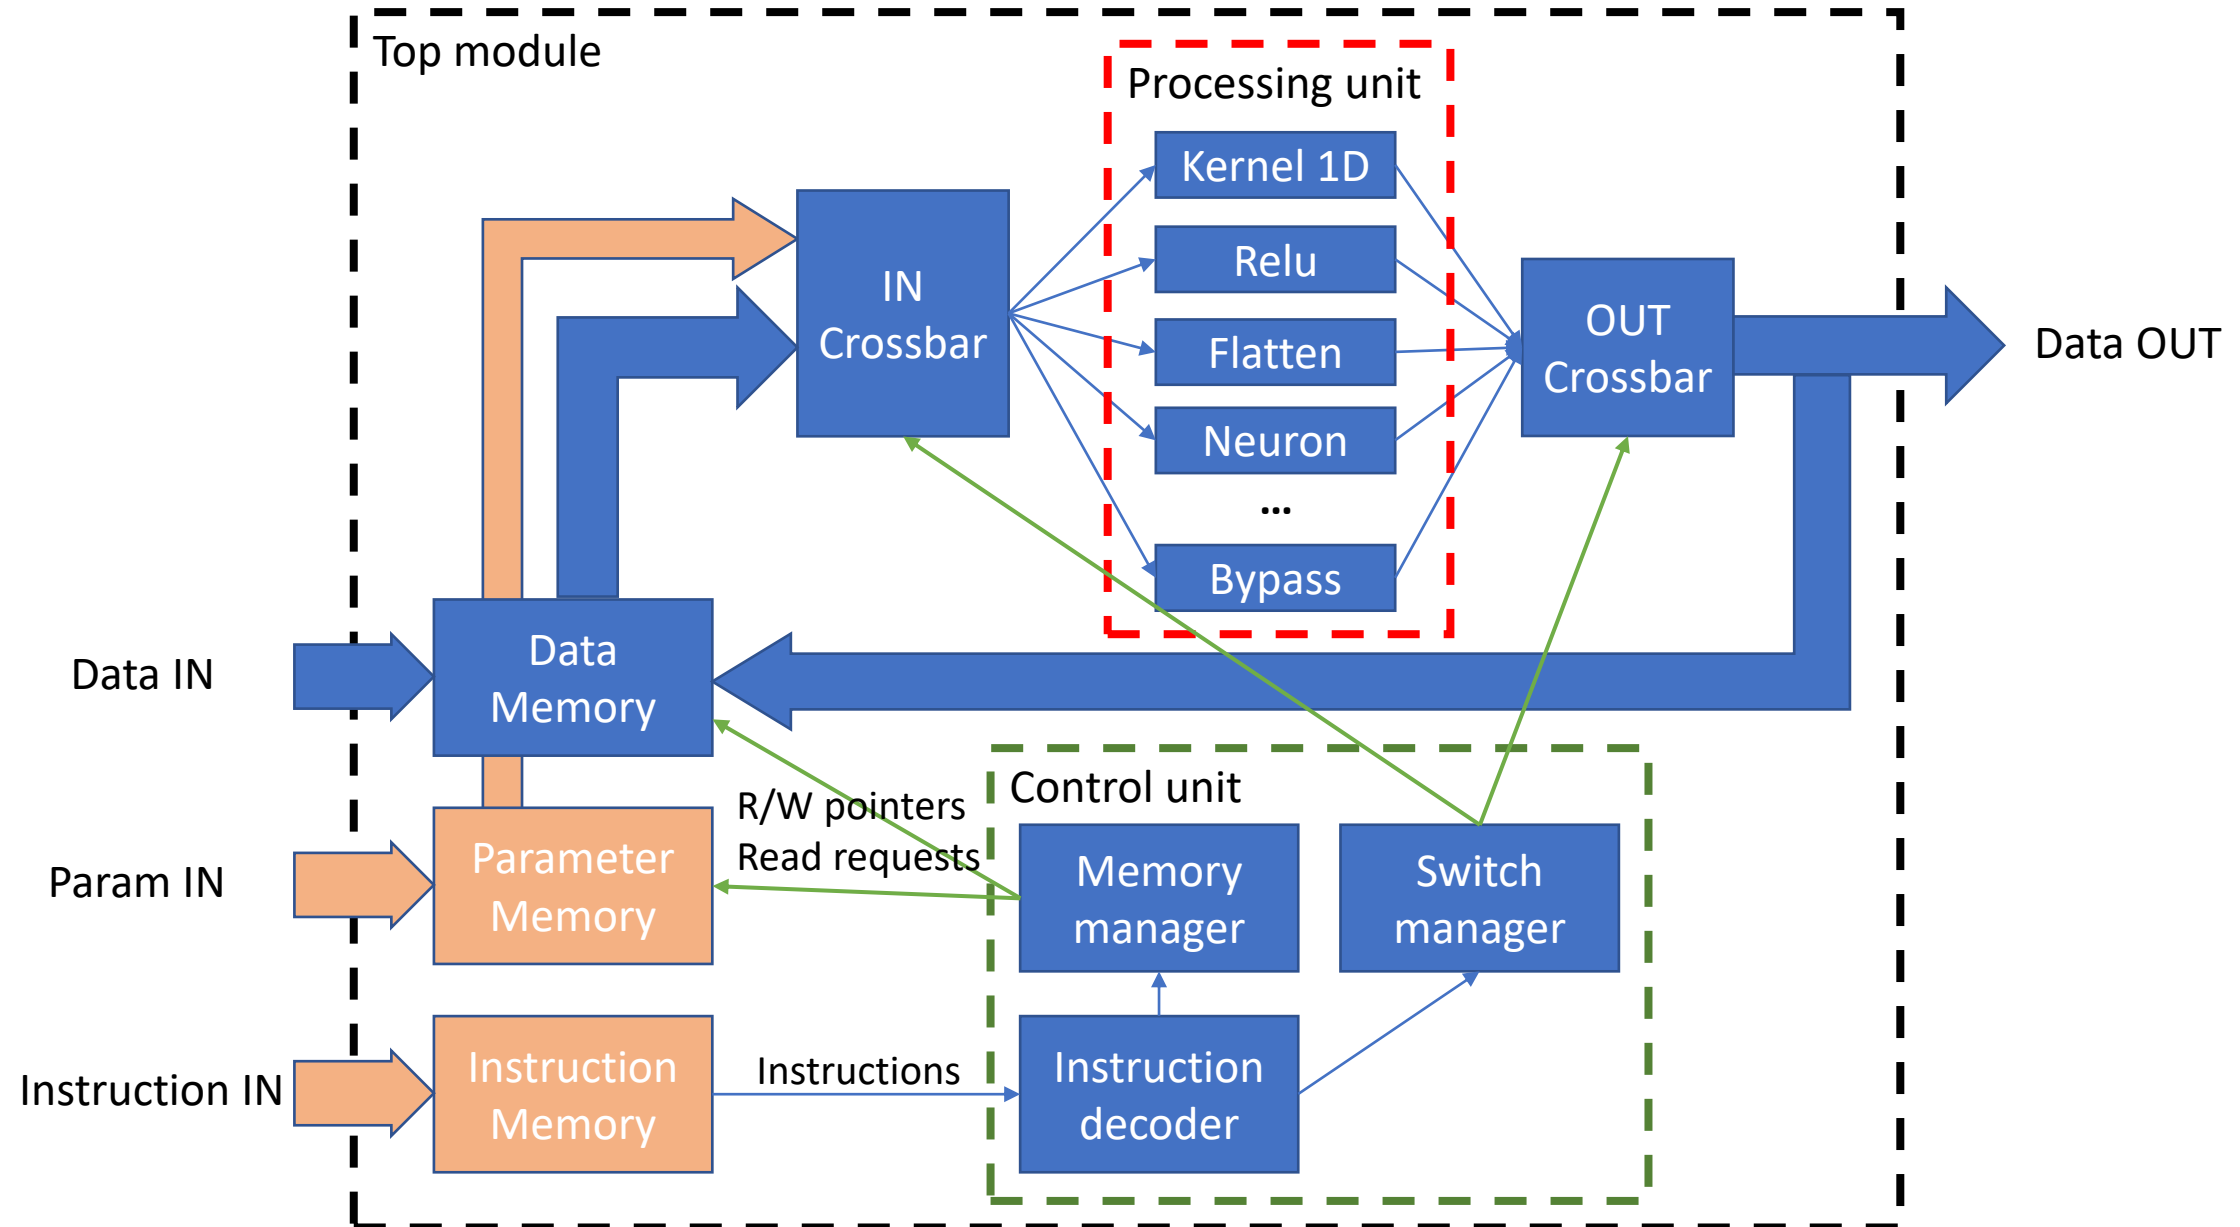 Top module
Processing unit
Kernel 1D
Relu
Flatten
Neuron
...
Bypass
IN
Crossbar
OUT
Crossbar
Data OUT
Data IN
Data
Memory
R/W pointers
Read requests
Control unit
Param IN
Parameter
Memory
Memory
manager
Switch
manager
Instruction IN
Instruction
Memory
Instructions
Instruction
decoder